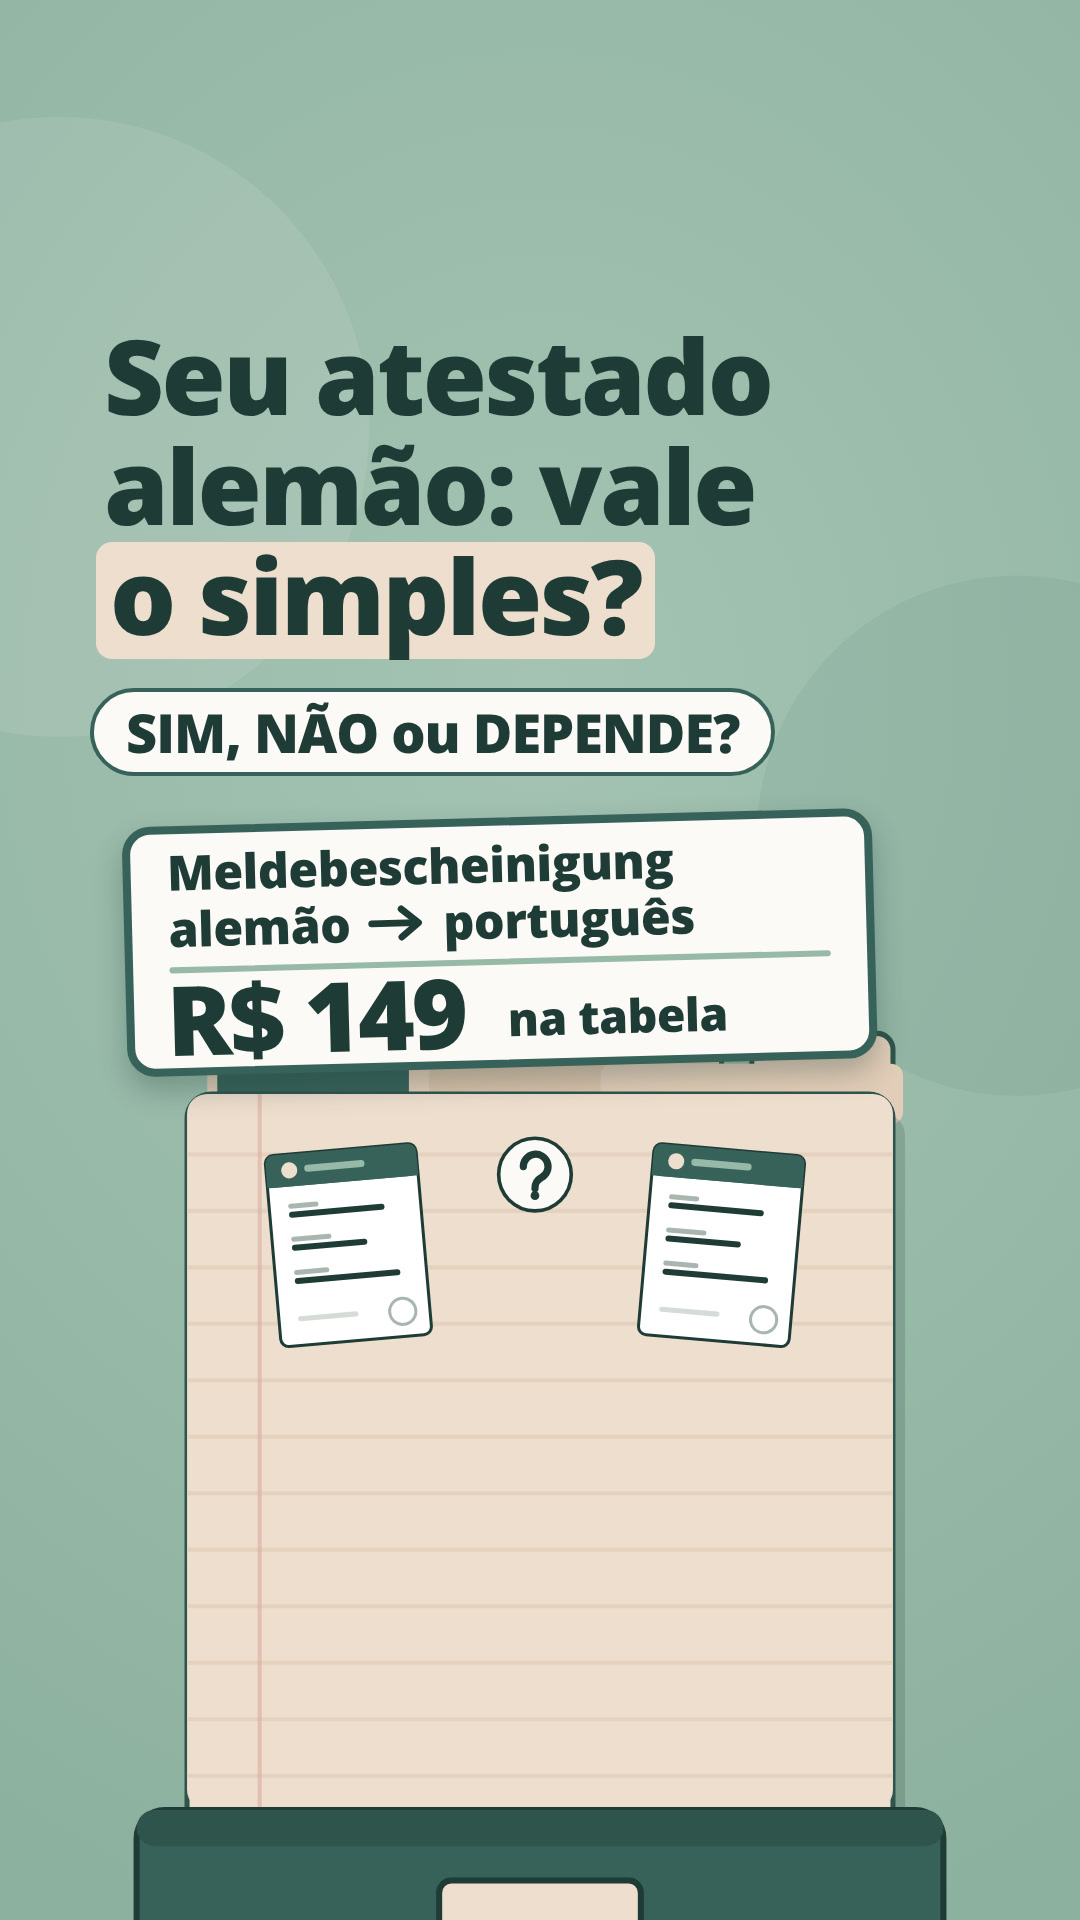 Seu atestado
alemão: vale
o simples?
SIM, NÃO ou DEPENDE?
Meldebescheinigung
alemão → português
R$ 149 na tabela
?